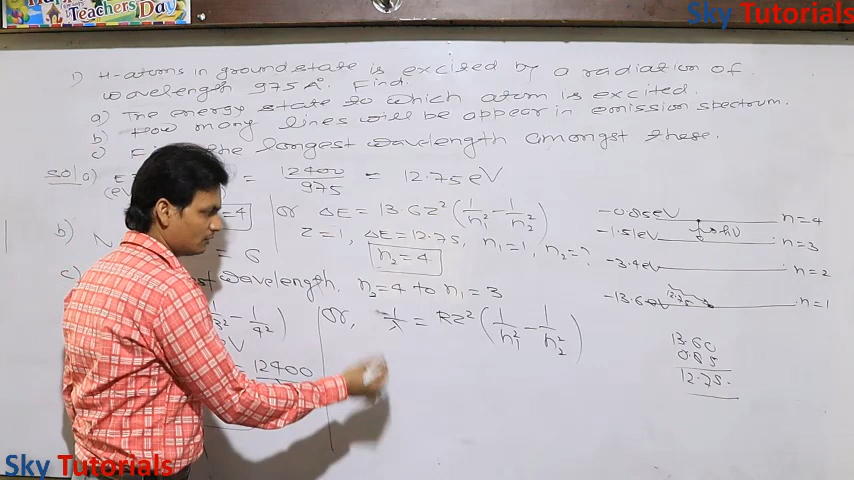 Teachers Day
Sky Tutorials
1) H-atoms in ground state is excited by a radiation of
wavelength 975 A°. Find.
a) The energy state to which atom is excited.
b) How many lines will be appear in emission spectrum.
c) the longest wavelength amongst these.
Sol a) E = 12400/975 = 12.75 eV
(eV
=4 | or ΔE = 13.6Z² (1/n₁² - 1/n₂²)
Z=1, ΔE=12.75, n₁=1, n₂=?
n₂=4
b) N = 6
c) wavelength, n₂=4 to n₁=3
1/3² - 1/4²)
V
= 12400
or, 1/λ = RZ² (1/n₁² - 1/n₂²)
-0.85eV n=4
hν
-1.51eV n=3
-3.4eV n=2
-13.6eV n=1
13.60
0.85
12.75
Sky Tutorials